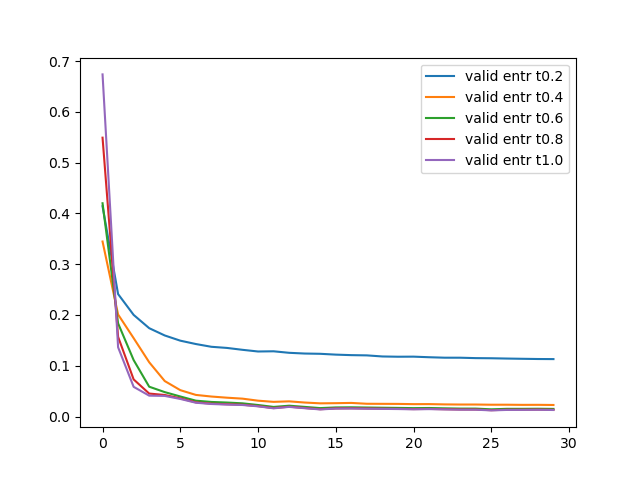 0.7
0.6
0.5
0.4
0.3
0.2
0.1
0.0
0 5 10 15 20 25 30
valid entr t0.2
valid entr t0.4
valid entr t0.6
valid entr t0.8
valid entr t1.0